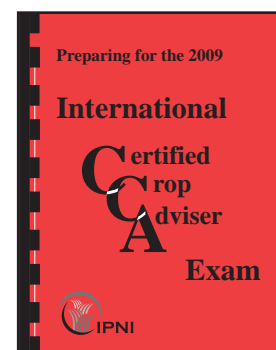 Preparing for the 2009
International
Certified
Crop
Adviser
Exam
IPNI